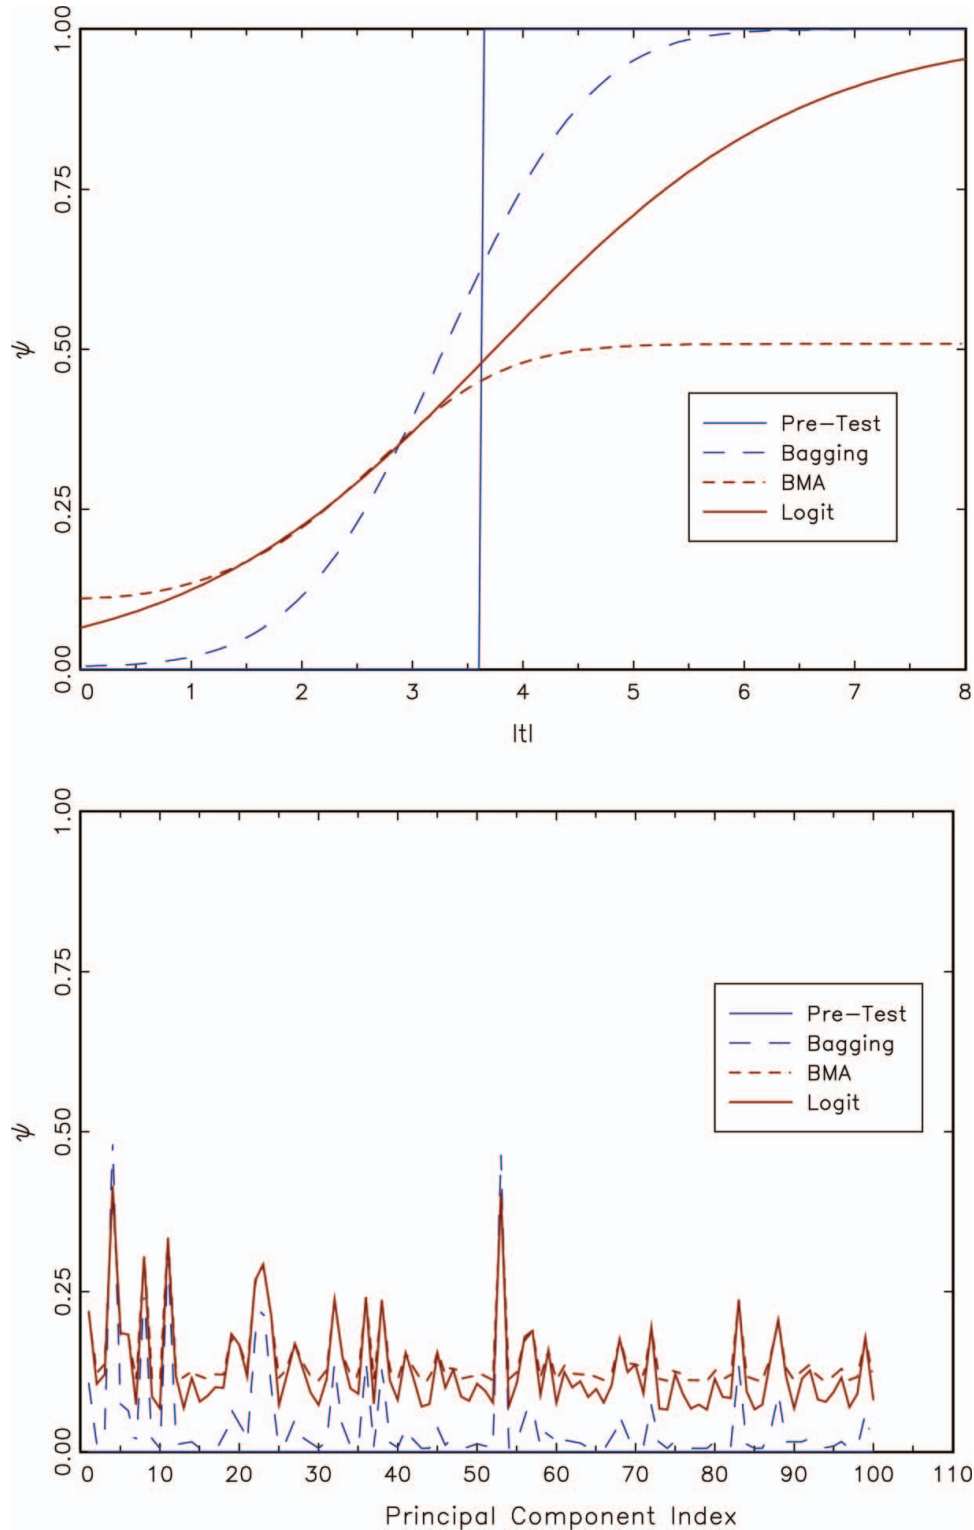 1.00
0.75
ψ
0.50
0.25
0.00
Pre-Test
Bagging
BMA
Logit
0 1 2 3 4 5 6 7 8
|t|
1.00
0.75
ψ
0.50
0.25
0.00
Pre-Test
Bagging
BMA
Logit
0 10 20 30 40 50 60 70 80 90 100 110
Principal Component Index